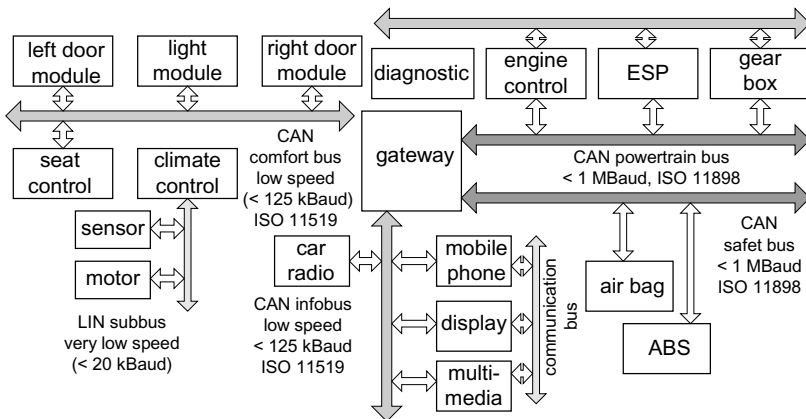 left door
module
light
module
right door
module
diagnostic
engine
control
ESP
gear
box
seat
control
climate
control
CAN
comfort bus
low speed
(< 125 kBaud)
ISO 11519
gateway
CAN powertrain bus
< 1 MBaud, ISO 11898
sensor
motor
LIN subbus
very low speed
(< 20 kBaud)
car
radio
CAN infobus
low speed
< 125 kBaud
ISO 11519
mobile
phone
display
multi-
media
communication
bus
air bag
ABS
CAN
safet bus
< 1 MBaud
ISO 11898